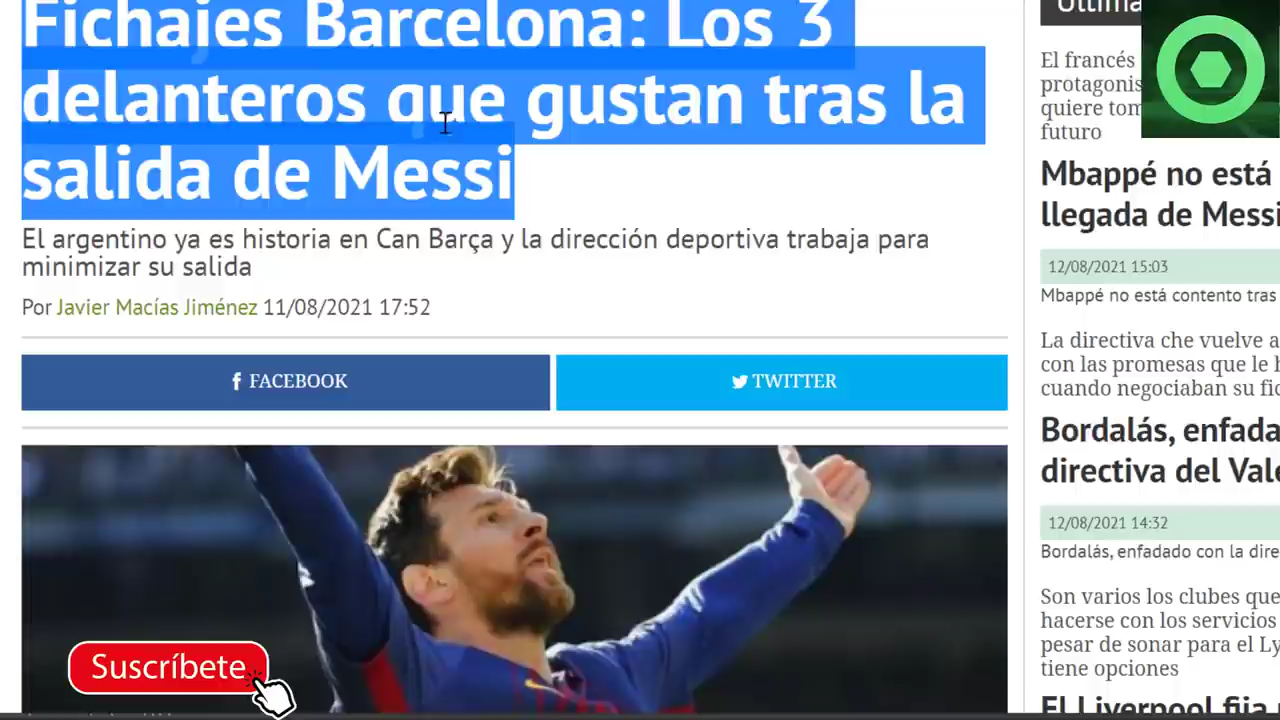 Fichajes Barcelona: Los 3
delanteros que gustan tras la
salida de Messi
El argentino ya es historia en Can Barça y la dirección deportiva trabaja para
minimizar su salida
Por Javier Macías Jiménez 11/08/2021 17:52
FACEBOOK
TWITTER
Suscríbete
El francés
protagonis
quiere tom
futuro
Mbappé no está
llegada de Messi
12/08/2021 15:03
Mbappé no está contento tras
La directiva che vuelve a
con las promesas que le
cuando negociaban su fic
Bordalás, enfada
directiva del Vale
12/08/2021 14:32
Bordalás, enfadado con la dire
Son varios los clubes que
hacerse con los servicios
pesar de sonar para el Ly
tiene opciones
El Liverpool fija